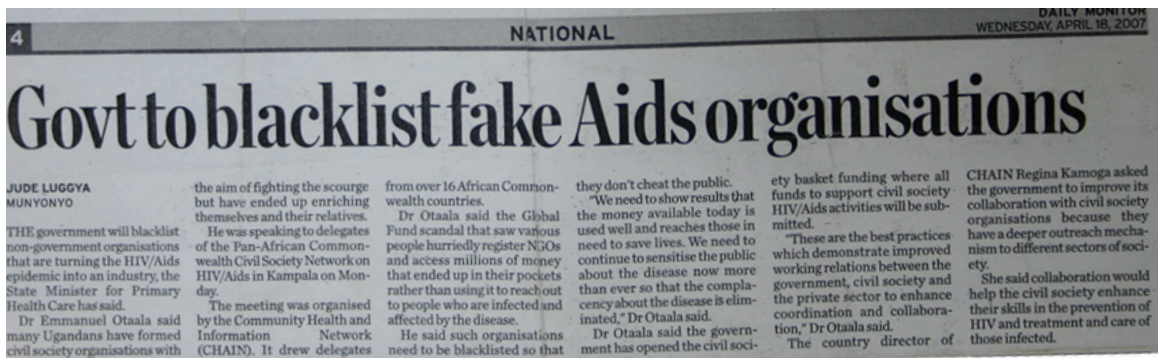 4
NATIONAL
DAILY MONITOR
WEDNESDAY, APRIL 18, 2007
Govt to blacklist fake Aids organisations
JUDE LUGGYA
MUNYONYO
THE government will blacklist
non-government organisations
that are turning the HIV/Aids
epidemic into an industry, the
State Minister for Primary
Health Care has said.
Dr Emmanuel Otaala said
many Ugandans have formed
civil society organisations with
the aim of fighting the scourge
but have ended up enriching
themselves and their relatives.
He was speaking to delegates
of the Pan-African Common-
wealth Civil Society Network on
HIV/Aids in Kampala on Mon-
day.
The meeting was organised
by the Community Health and
Information Network
(CHAIN). It drew delegates
from over 16 African Common-
wealth countries.
Dr Otaala said the Global
Fund scandal that saw various
people hurriedly register NGOs
and access millions of money
that ended up in their pockets
rather than using it to reach out
to people who are infected and
affected by the disease.
He said such organisations
need to be blacklisted so that
they don't cheat the public.
"We need to show results that
the money available today is
used well and reaches those in
need to save lives. We need to
continue to sensitise the public
about the disease now more
than ever so that the compla-
cency about the disease is elim-
inated," Dr Otaala said.
Dr Otaala said the govern-
ment has opened the civil soci-
ety basket funding where all
funds to support civil society
HIV/Aids activities will be sub-
mitted.
"These are the best practices
which demonstrate improved
working relations between the
government, civil society and
the private sector to enhance
coordination and collabora-
tion," Dr Otaala said.
The country director of
CHAIN Regina Kamoga asked
the government to improve its
collaboration with civil society
organisations because they
have a deeper outreach mecha-
nism to different sectors of soci-
ety.
She said collaboration would
help the civil society enhance
their skills in the prevention of
HIV and treatment and care of
those infected.